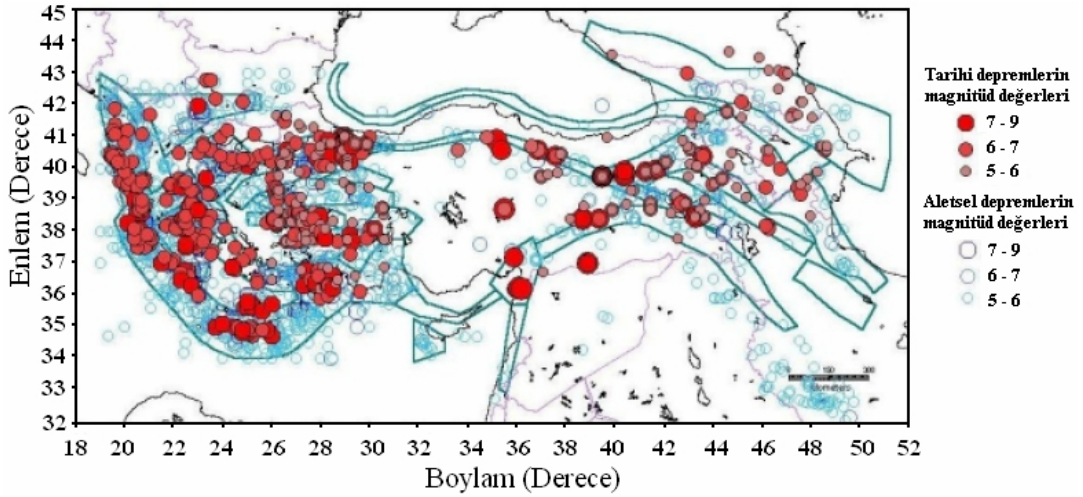 45
44
43
42
41
40
39
38
37
36
35
34
33
32
Enlem (Derece)
18 20 22 24 26 28 30 32 34 36 38 40 42 44 46 48 50 52
Boylam (Derece)
Tarihi depremlerin
magnitüd değerleri
7 - 9
6 - 7
5 - 6
Aletsel depremlerin
magnitüd değerleri
7 - 9
6 - 7
5 - 6